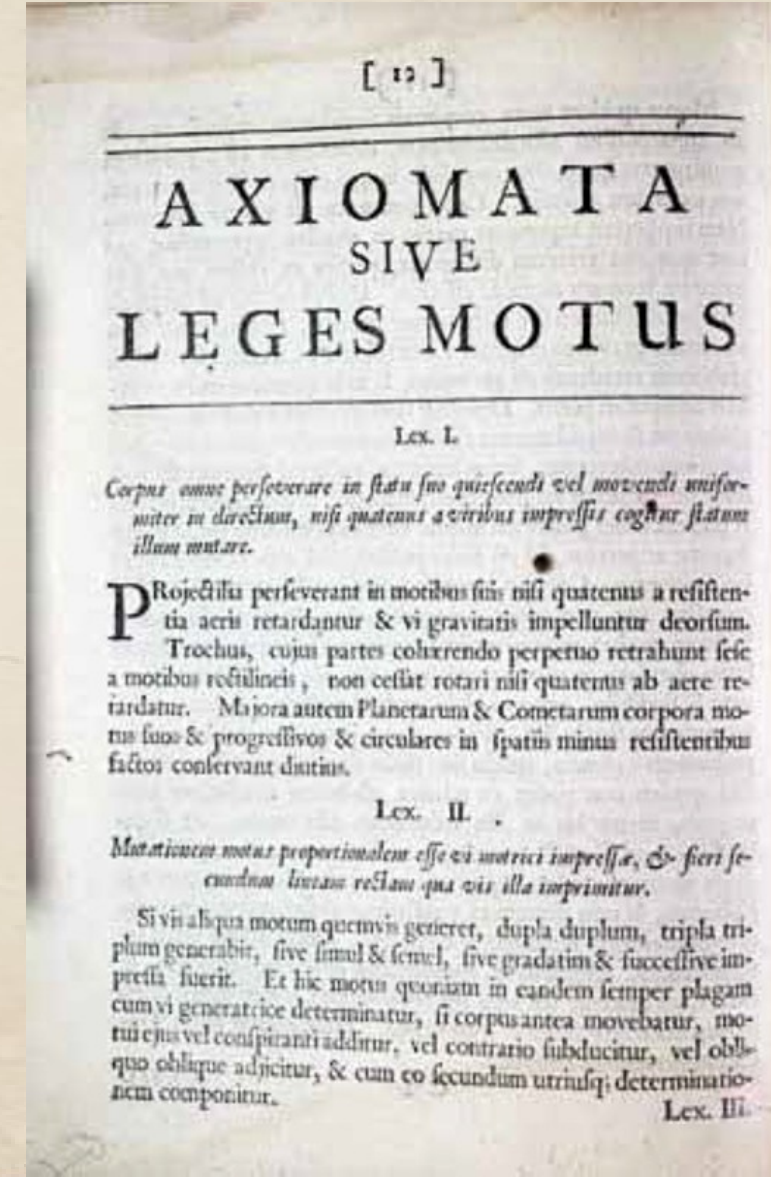 [ 12 ]
AXIOMATA
SIVE
LEGES MOTUS
Lex. I.
Corpus omne perſeverare in ſtatu ſuo quieſcendi vel movendi unifor-
miter in directum, niſi quatenus a viribus impreſſis cogitur ſtatum
illum mutare.
PRojectilia perſeverant in motibus ſuis niſi quatenus a reſiſten-
tia aeris retardantur & vi gravitatis impelluntur deorſum.
Trochus, cujus partes cohærendo perpetuo retrahunt ſeſe
a motibus rectilineis, non ceſſat rotari niſi quatenus ab aere re-
tardatur. Majora autem Planetarum & Cometarum corpora mo-
tus ſuos & progreſſivos & circulares in ſpatiis minus reſiſtentibus
factos conſervant diutius.
Lex. II.
Mutationem motus proportionalem eſſe vi motrici impreſſæ, & fieri ſe-
cundum lineam rectam qua vis illa imprimitur.
Si vis aliqua motum quemvis generet, dupla duplum, tripla tri-
plum generabit, ſive ſimul & ſemel, ſive gradatim & ſucceſſive im-
preſſa fuerit. Et hic motus quoniam in eandem ſemper plagam
cum vi generatrice determinatur, ſi corpus antea movebatur, mo-
tui ejus vel conſpiranti additur, vel contrario ſubducitur, vel obli-
quo oblique adjicitur, & cum eo ſecundum utriuſq; determinatio-
nem componitur.
Lex. III.